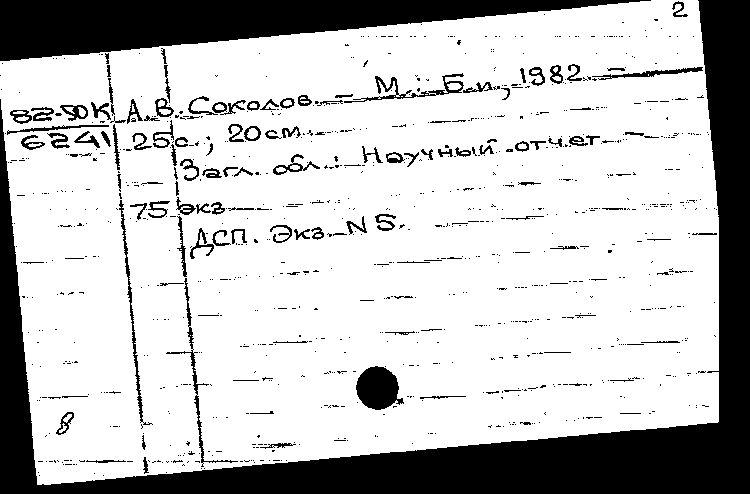 2
82-50К А.В. Соколов. – М.: Б.и, 1982 –
6241 25с.; 20см.
Загл. обл.: Научный отчет
75 экз
ДСП. Экз. N 5.
8